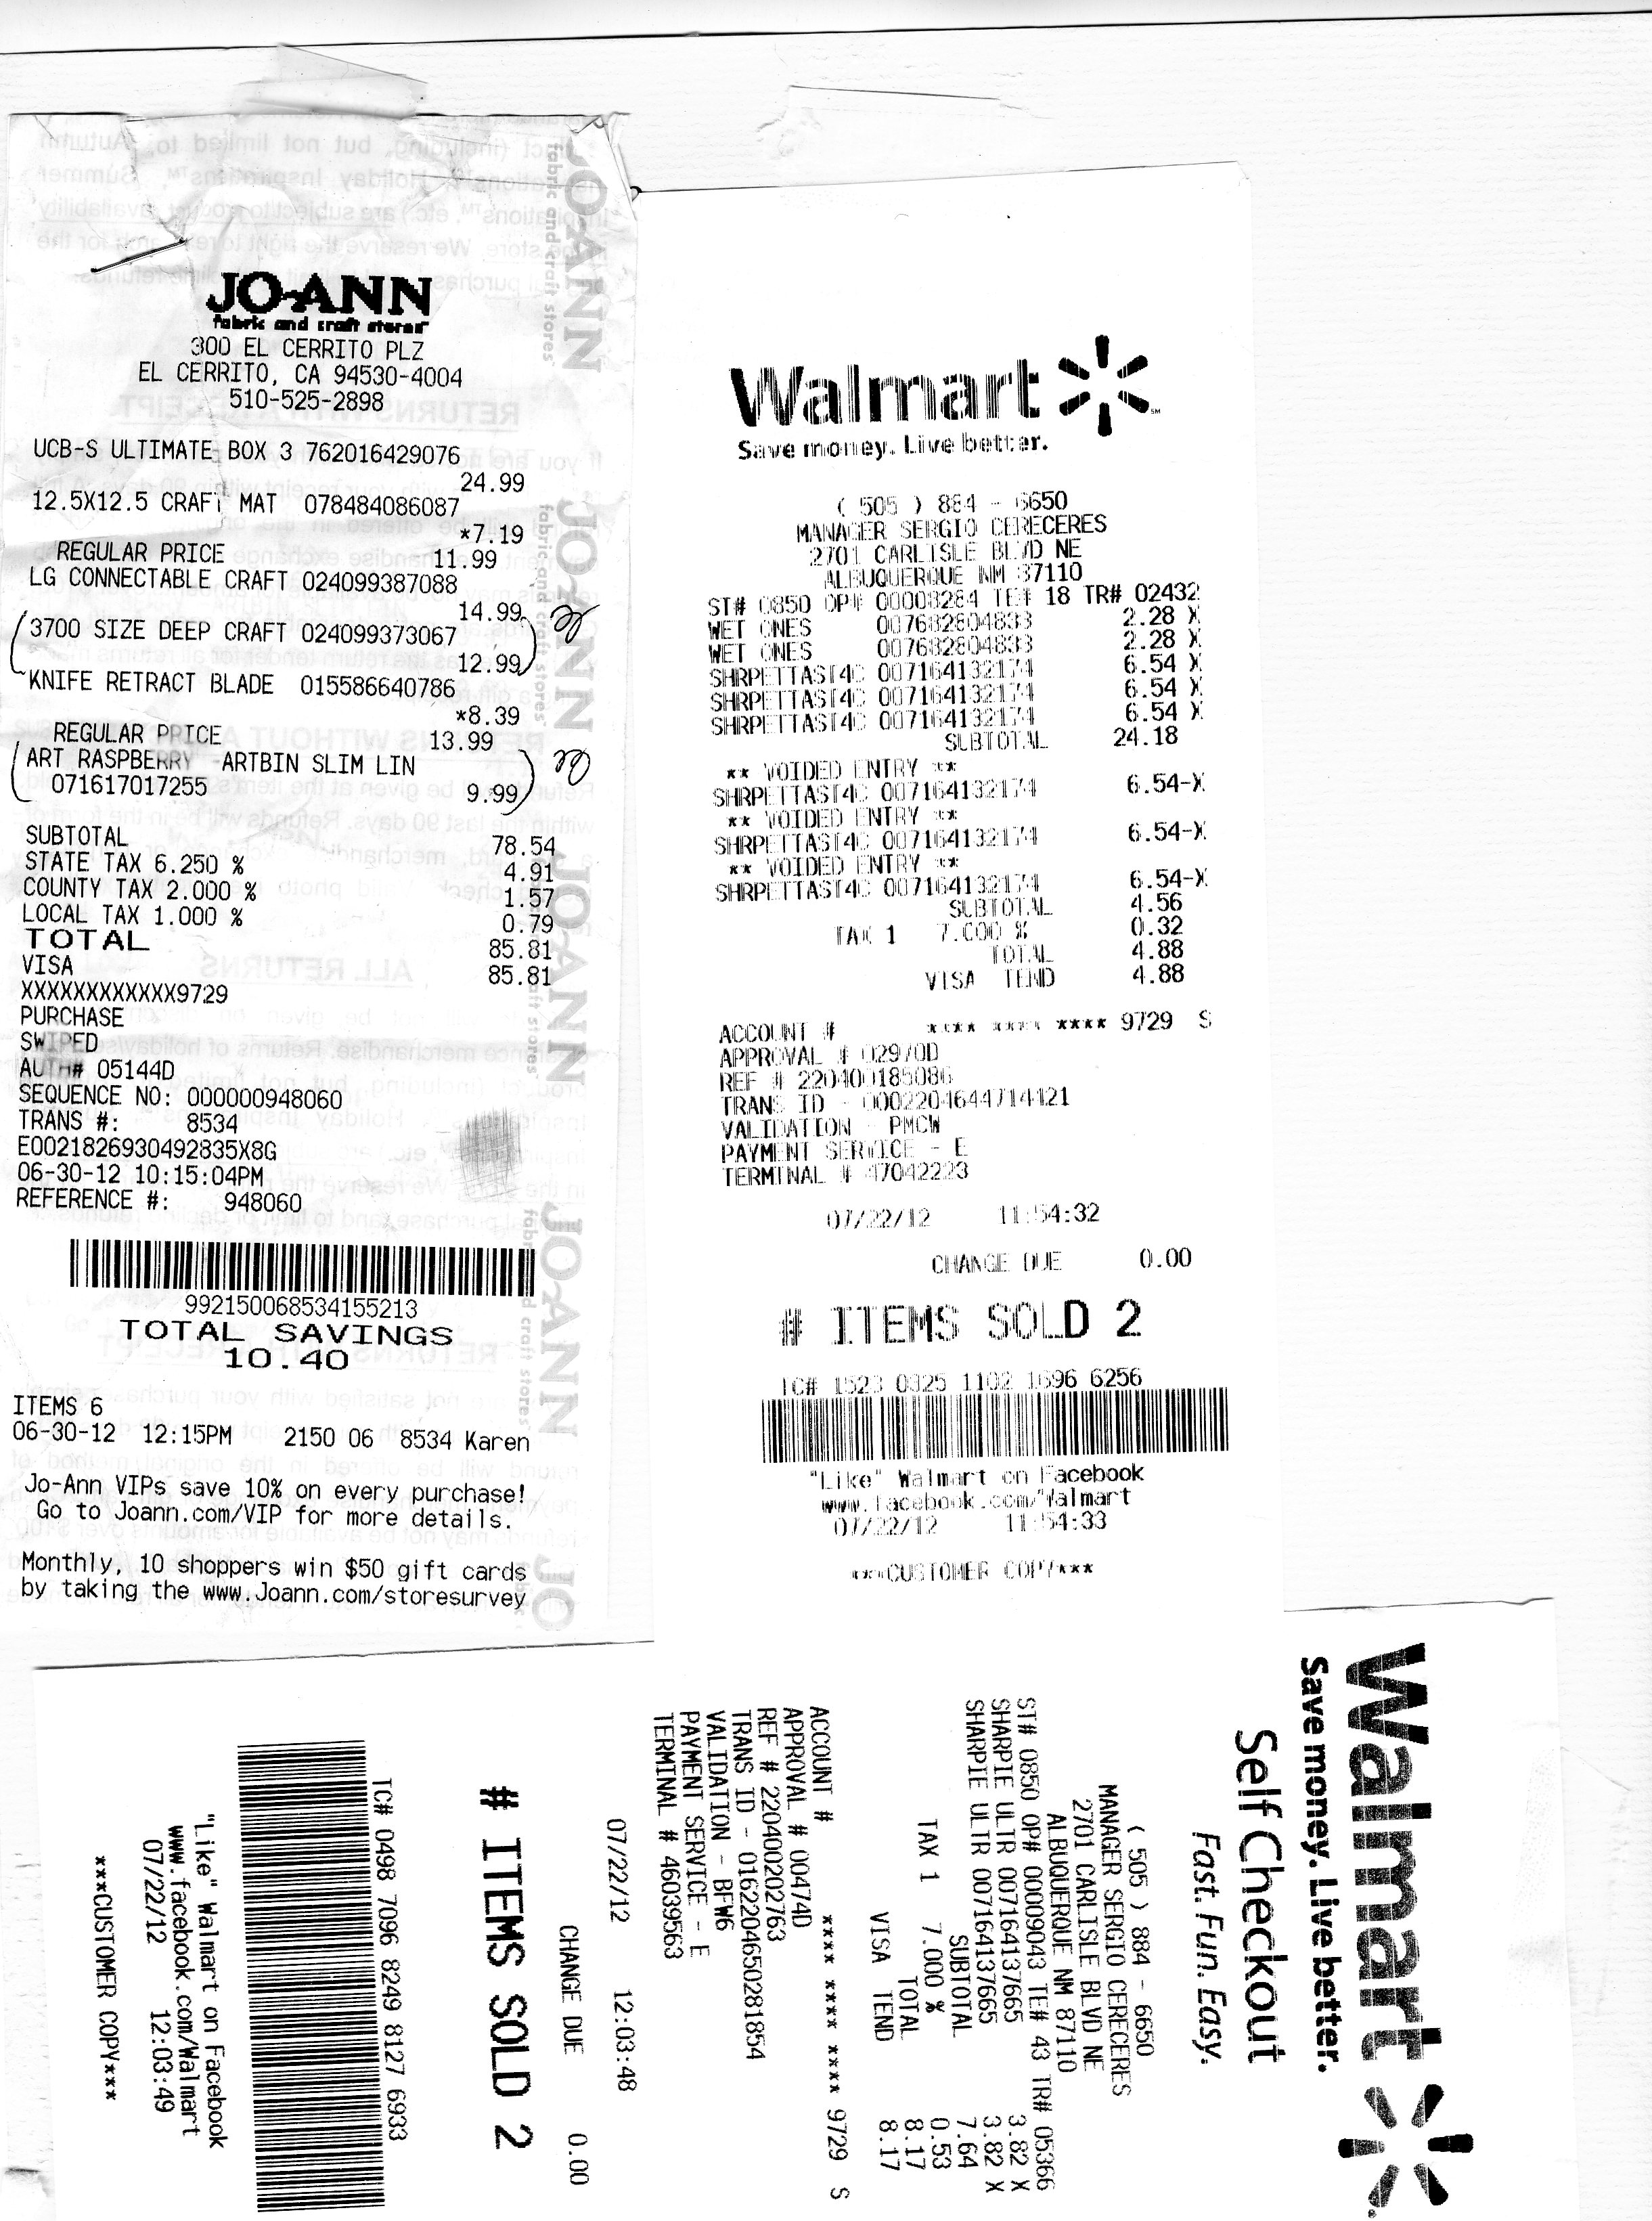 JO-ANN
fabric and craft stores
300 EL CERRITO PLZ
EL CERRITO, CA 94530-4004
510-525-2898
UCB-S ULTIMATE BOX 3 762016429076
24.99
12.5X12.5 CRAFT MAT 078484086087
*7.19
REGULAR PRICE 11.99
LG CONNECTABLE CRAFT 024099387088
14.99
3700 SIZE DEEP CRAFT 024099373067
12.99
KNIFE RETRACT BLADE 015586640786
*8.39
REGULAR PRICE 13.99
ART RASPBERRY -ARTBIN SLIM LIN
071617017255 9.99
SUBTOTAL 78.54
STATE TAX 6.250 % 4.91
COUNTY TAX 2.000 % 1.57
LOCAL TAX 1.000 % 0.79
TOTAL 85.81
VISA 85.81
XXXXXXXXXXXX9729
PURCHASE
SWIPED
AUTH# 05144D
SEQUENCE NO: 000000948060
TRANS #: 8534
E0021826930492835X8G
06-30-12 10:15:04PM
REFERENCE #: 948060
992150068534155213
TOTAL SAVINGS
10.40
ITEMS 6
06-30-12 12:15PM 2150 06 8534 Karen
Jo-Ann VIPs save 10% on every purchase!
Go to Joann.com/VIP for more details.
Monthly, 10 shoppers win $50 gift cards
by taking the www.Joann.com/storesurvey
Walmart
Save money. Live better.
( 505 ) 884 - 6650
MANAGER SERGIO CERECERES
2701 CARLISLE BLVD NE
ALBUQUERQUE NM 87110
ST# 0850 OP# 00008284 TE# 18 TR# 02432
WET ONES 007682804833 2.28 X
WET ONES 007682804833 2.28 X
SHRPETTAST4C 007164132174 6.54 X
SHRPETTAST4C 007164132174 6.54 X
SHRPETTAST4C 007164132174 6.54 X
SUBTOTAL 24.18
** VOIDED ENTRY **
SHRPETTAST4C 007164132174 6.54-X
** VOIDED ENTRY **
SHRPETTAST4C 007164132174 6.54-X
** VOIDED ENTRY **
SHRPETTAST4C 007164132174 6.54-X
SUBTOTAL 4.56
TAX 1 7.000 % 0.32
TOTAL 4.88
VISA TEND 4.88
ACCOUNT # **** **** **** 9729 S
APPROVAL # 02970D
REF # 220400185086
TRANS ID - 0002204644714421
VALIDATION - PMCW
PAYMENT SERVICE - E
TERMINAL # 47042223
07/22/12 11:54:32
CHANGE DUE 0.00
# ITEMS SOLD 2
TC# 1523 0325 1102 1696 6256
"Like" Walmart on Facebook
www.facebook.com/Walmart
07/22/12 11:54:33
***CUSTOMER COPY***
Walmart
Save money. Live better.
Self Checkout
Fast. Fun. Easy.
( 505 ) 884 - 6650
MANAGER SERGIO CERECERES
2701 CARLISLE BLVD NE
ALBUQUERQUE NM 87110
ST# 0850 OP# 00009043 TE# 43 TR# 05366
SHARPIE ULTR 007164137665 3.82 X
SHARPIE ULTR 007164137665 3.82 X
SUBTOTAL 7.64
TAX 1 7.000 % 0.53
TOTAL 8.17
VISA TEND 8.17
ACCOUNT # **** **** **** 9729 S
APPROVAL # 00474D
REF # 220400202763
TRANS ID - 0162204650281854
VALIDATION - BFW6
PAYMENT SERVICE - E
TERMINAL # 46039563
07/22/12 12:03:48
CHANGE DUE 0.00
# ITEMS SOLD 2
TC# 0498 7096 8249 8127 6933
"Like" Walmart on Facebook
www.facebook.com/Walmart
07/22/12 12:03:49
***CUSTOMER COPY***